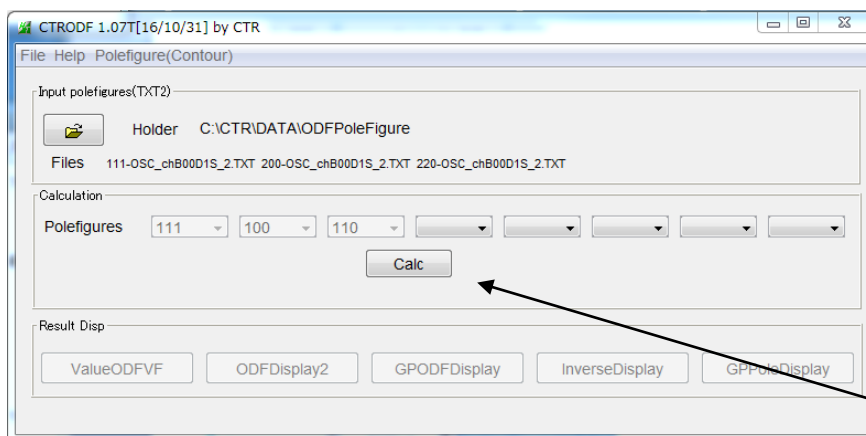 CTRODF 1.07T[16/10/31] by CTR
File Help Polefigure(Contour)
Input polefigures(TXT2)
Holder C:\CTR\DATA\ODFPoleFigure
Files 111-OSC_chB00D1S_2.TXT 200-OSC_chB00D1S_2.TXT 220-OSC_chB00D1S_2.TXT
Calculation
Polefigures 111 100 110
Calc
Result Disp
ValueODFVF ODFDisplay2 GPODFDisplay InverseDisplay GPPoleDisplay